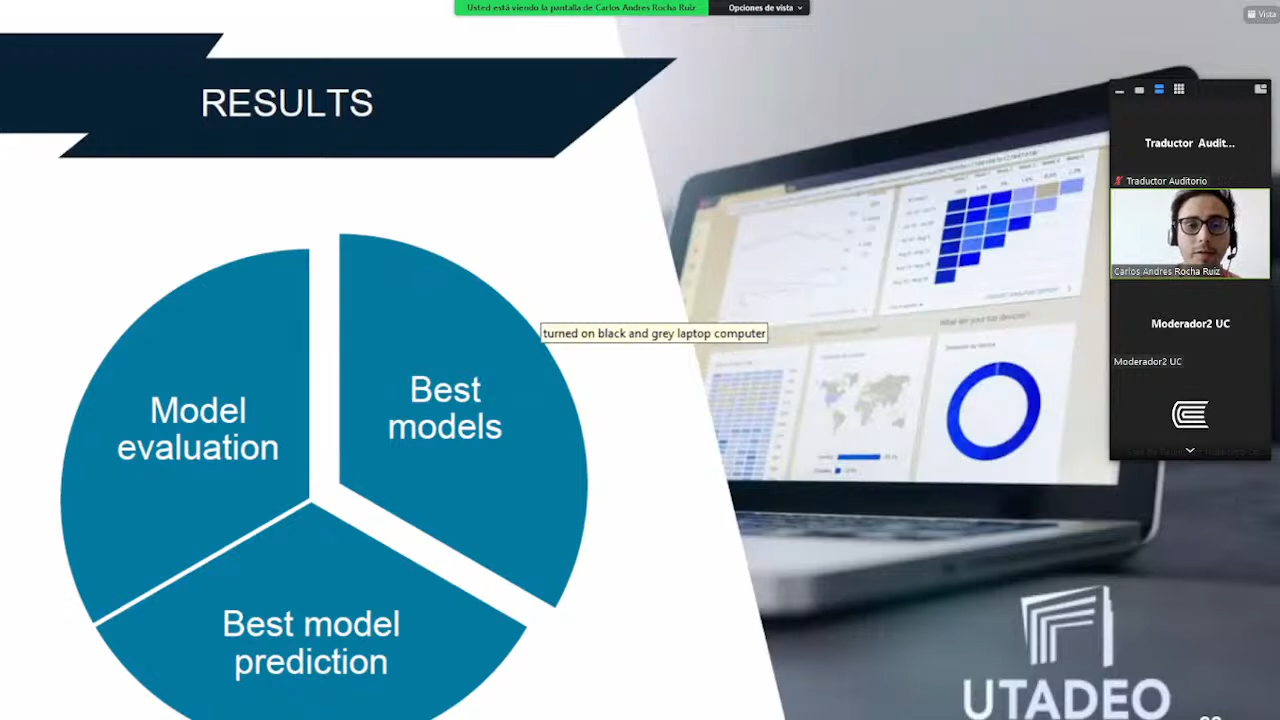 Usted está viendo la pantalla de Carlos Andres Rocha Ruiz
Opciones de vista
Vista
RESULTS
Traductor Audit...
Traductor Auditorio
Carlos Andres Rocha Ruiz
Moderador2 UC
Moderador2 UC
turned on black and grey laptop computer
Best
models
Model
evaluation
Best model
prediction
UTADEO